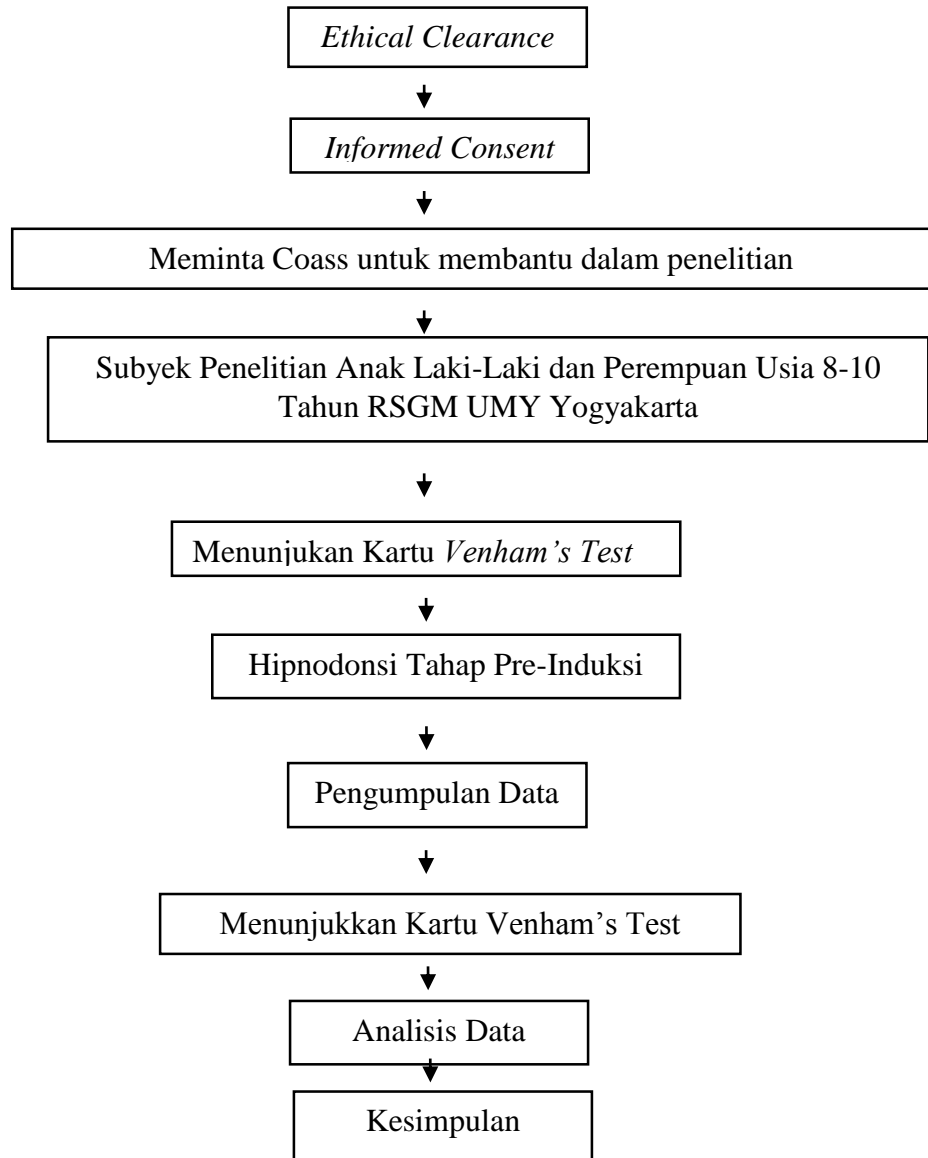 Ethical Clearance
Informed Consent
Meminta Coass untuk membantu dalam penelitian
Subyek Penelitian Anak Laki-Laki dan Perempuan Usia 8-10
Tahun RSGM UMY Yogyakarta
Menunjukan Kartu Venham’s Test
Hipnodonsi Tahap Pre-Induksi
Pengumpulan Data
Menunjukkan Kartu Venham’s Test
Analisis Data
Kesimpulan